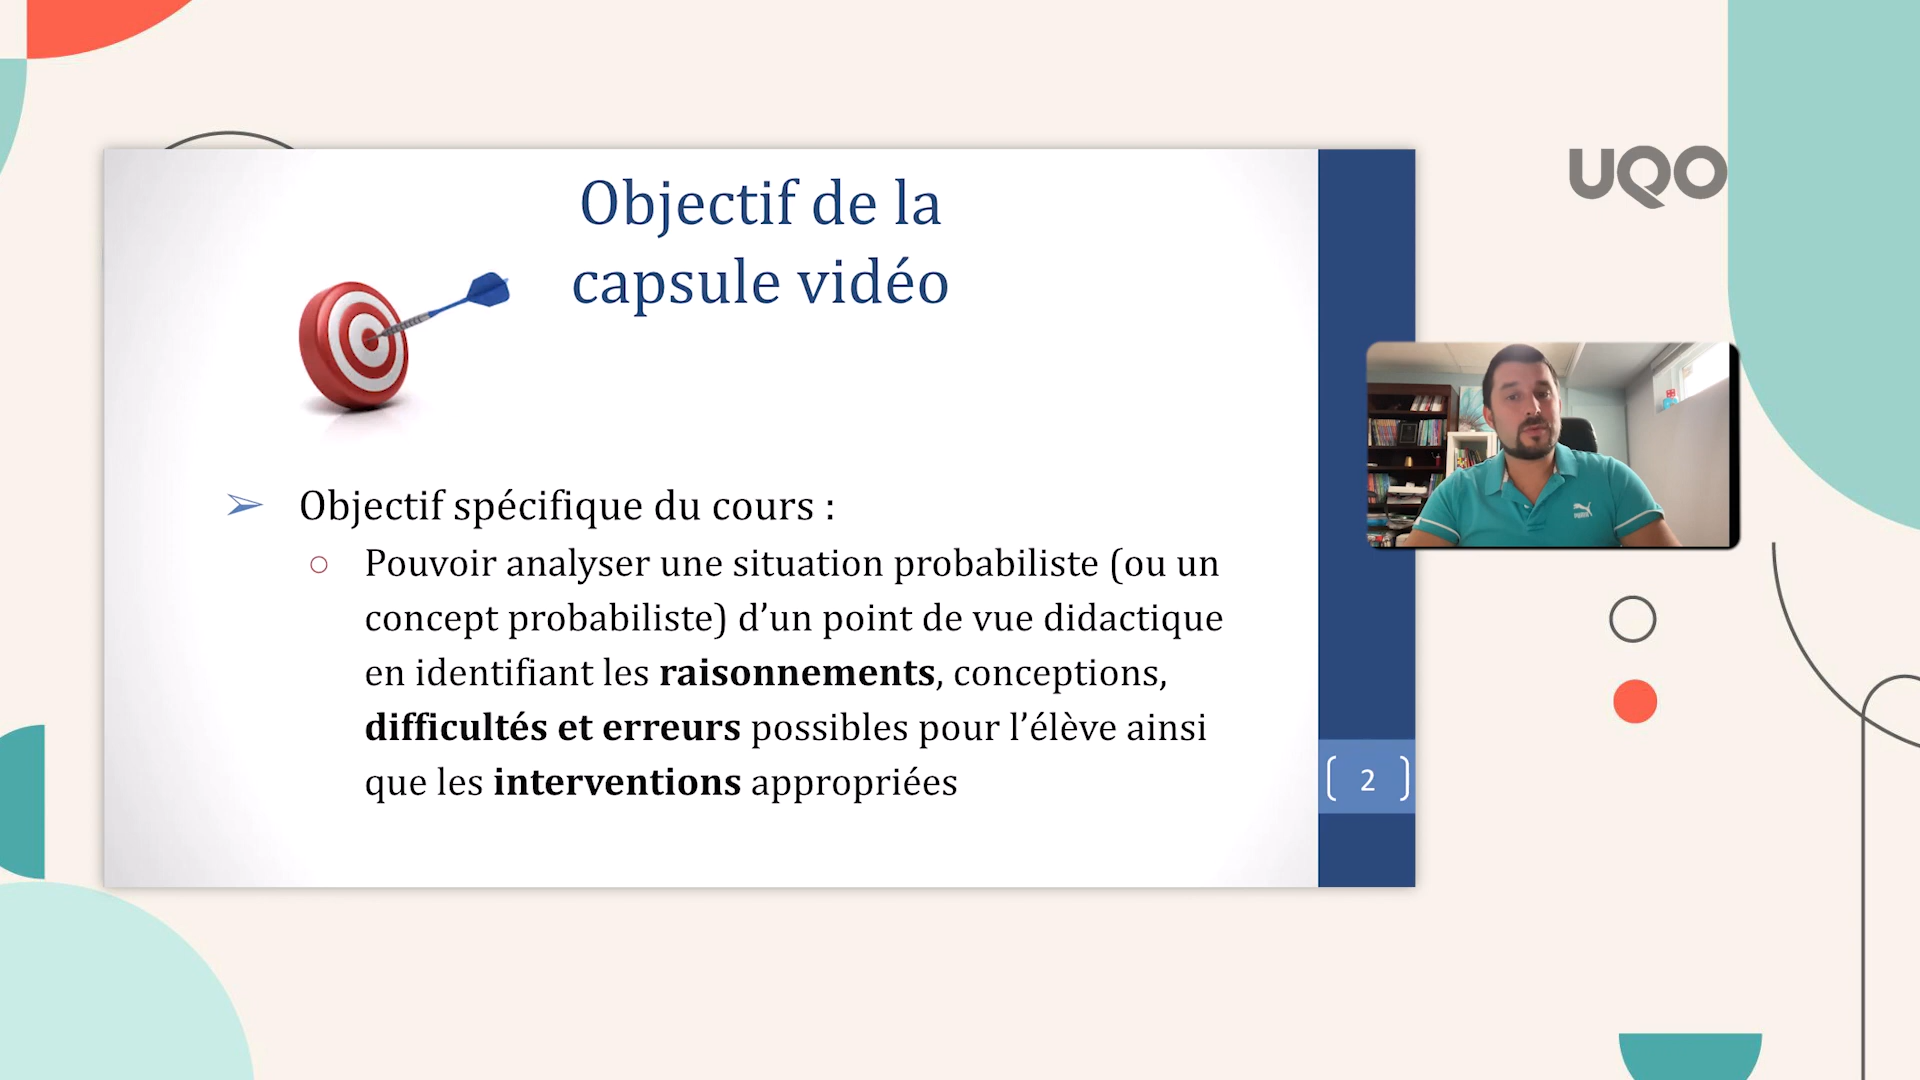 Objectif de la
capsule vidéo
UQO
➢ Objectif spécifique du cours :
○ Pouvoir analyser une situation probabiliste (ou un
concept probabiliste) d’un point de vue didactique
en identifiant les raisonnements, conceptions,
difficultés et erreurs possibles pour l’élève ainsi
que les interventions appropriées
2